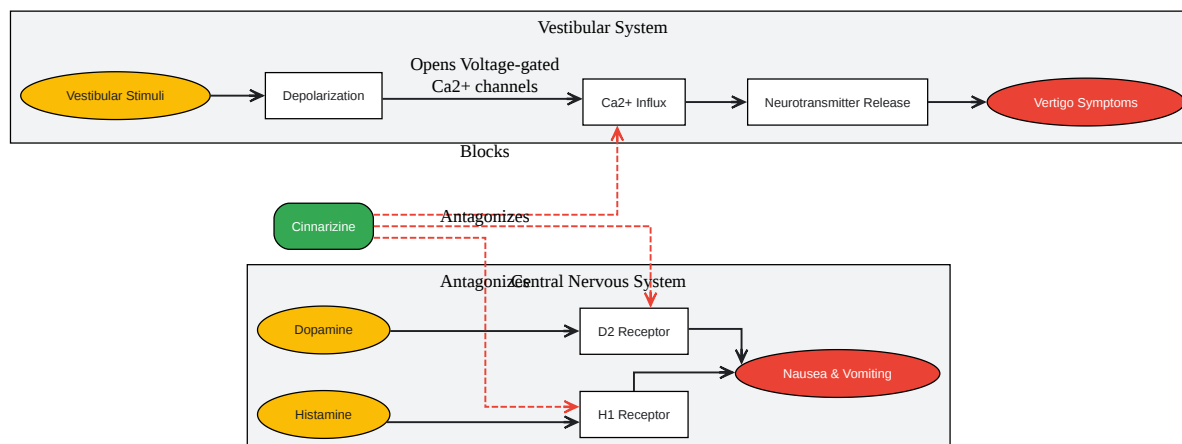 Vestibular System
Opens Voltage-gated
Ca2+ channels
Vestibular Stimuli
Depolarization
Ca2+ Influx
Neurotransmitter Release
Vertigo Symptoms
Blocks
Cinnarizine
Antagonizes
Antagonizes
Central Nervous System
Dopamine
D2 Receptor
Nausea & Vomiting
Histamine
H1 Receptor